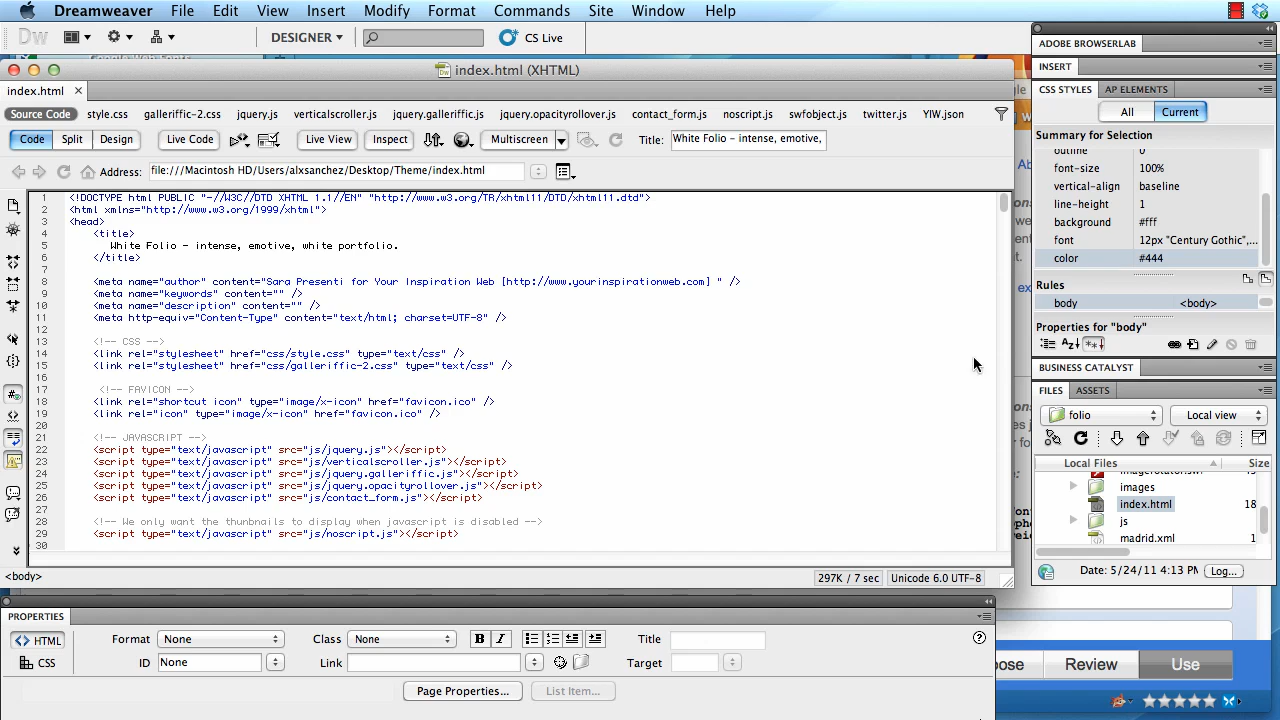 Dreamweaver File Edit View Insert Modify Format Commands Site Window Help
Dw DESIGNER CS Live
index.html (XHTML)
index.html
Source Code style.css galleriffic-2.css jquery.js verticalscroller.js jquery.galleriffic.js jquery.opacityrollover.js contact_form.js noscript.js swfobject.js twitter.js YIW.json
Code Split Design Live Code Live View Inspect Multiscreen Title: White Folio - intense, emotive,
Address: file:///Macintosh HD/Users/alxsanchez/Desktop/Theme/index.html
1 <!DOCTYPE html PUBLIC "-//W3C//DTD XHTML 1.1//EN" "http://www.w3.org/TR/xhtml11/DTD/xhtml11.dtd">
2 <html xmlns="http://www.w3.org/1999/xhtml">
3 <head>
4 <title>
5 White Folio - intense, emotive, white portfolio.
6 </title>
7
8 <meta name="author" content="Sara Presenti for Your Inspiration Web [http://www.yourinspirationweb.com] " />
9 <meta name="keywords" content="" />
10 <meta name="description" content="" />
11 <meta http-equiv="Content-Type" content="text/html; charset=UTF-8" />
12
13 <!-- CSS -->
14 <link rel="stylesheet" href="css/style.css" type="text/css" />
15 <link rel="stylesheet" href="css/galleriffic-2.css" type="text/css" />
16
17 <!-- FAVICON -->
18 <link rel="shortcut icon" type="image/x-icon" href="favicon.ico" />
19 <link rel="icon" type="image/x-icon" href="favicon.ico" />
20
21 <!-- JAVASCRIPT -->
22 <script type="text/javascript" src="js/jquery.js"></script>
23 <script type="text/javascript" src="js/verticalscroller.js"></script>
24 <script type="text/javascript" src="js/jquery.galleriffic.js"></script>
25 <script type="text/javascript" src="js/jquery.opacityrollover.js"></script>
26 <script type="text/javascript" src="js/contact_form.js"></script>
27
28 <!-- We only want the thumbnails to display when javascript is disabled -->
29 <script type="text/javascript" src="js/noscript.js"></script>
30
<body> 297K / 7 sec Unicode 6.0 UTF-8
PROPERTIES
HTML Format None Class None B I Title
CSS ID None Link Target
Page Properties... List Item...
ADOBE BROWSERLAB
INSERT
CSS STYLES AP ELEMENTS
All Current
Summary for Selection
outline 0
font-size 100%
vertical-align baseline
line-height 1
background #fff
font 12px "Century Gothic",...
color #444
Rules
body <body>
Properties for "body"
BUSINESS CATALYST
FILES ASSETS
folio Local view
Local Files Size
images
index.html 18
js
madrid.xml 1
Date: 5/24/11 4:13 PM Log...
Review Use